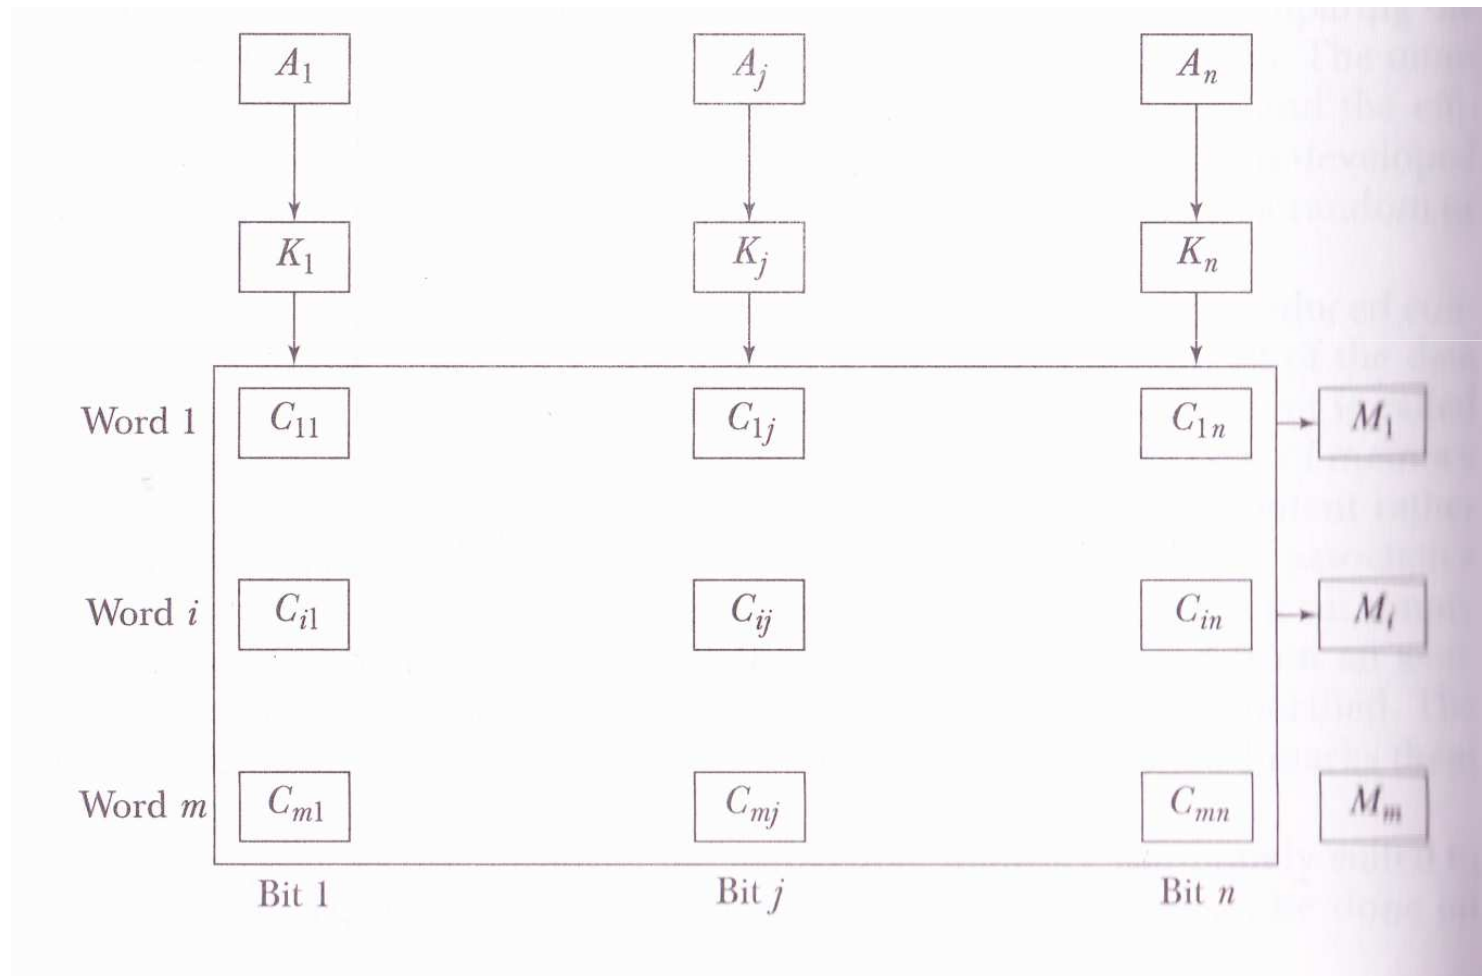 A₁ Aⱼ Aₙ
K₁ Kⱼ Kₙ
Word 1 C₁₁ C₁ⱼ C₁ₙ M₁
Word i Cᵢ₁ Cᵢⱼ Cᵢₙ Mᵢ
Word m Cₘ₁ Cₘⱼ Cₘₙ Mₘ
Bit 1 Bit j Bit n